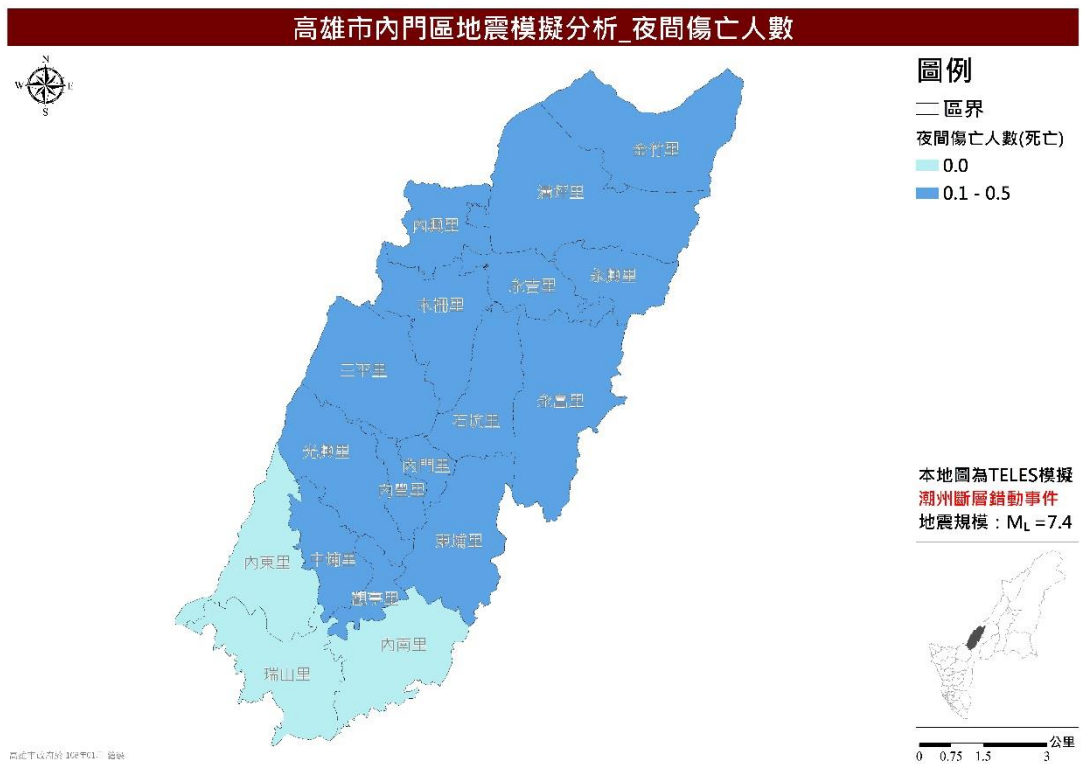 高雄市內門區地震模擬分析_夜間傷亡人數
N
W E
S
圖例
區界
夜間傷亡人數(死亡)
0.0
0.1 - 0.5
金竹里
溝坪里
內興里
永興里
永吉里
木柵里
三平里
永富里
石坑里
光興里
內門里
內豐里
東埔里
中埔里
內東里
觀亭里
內南里
瑞山里
本地圖為TELES模擬
潮州斷層錯動事件
地震規模：ML =7.4
公里
0 0.75 1.5 3